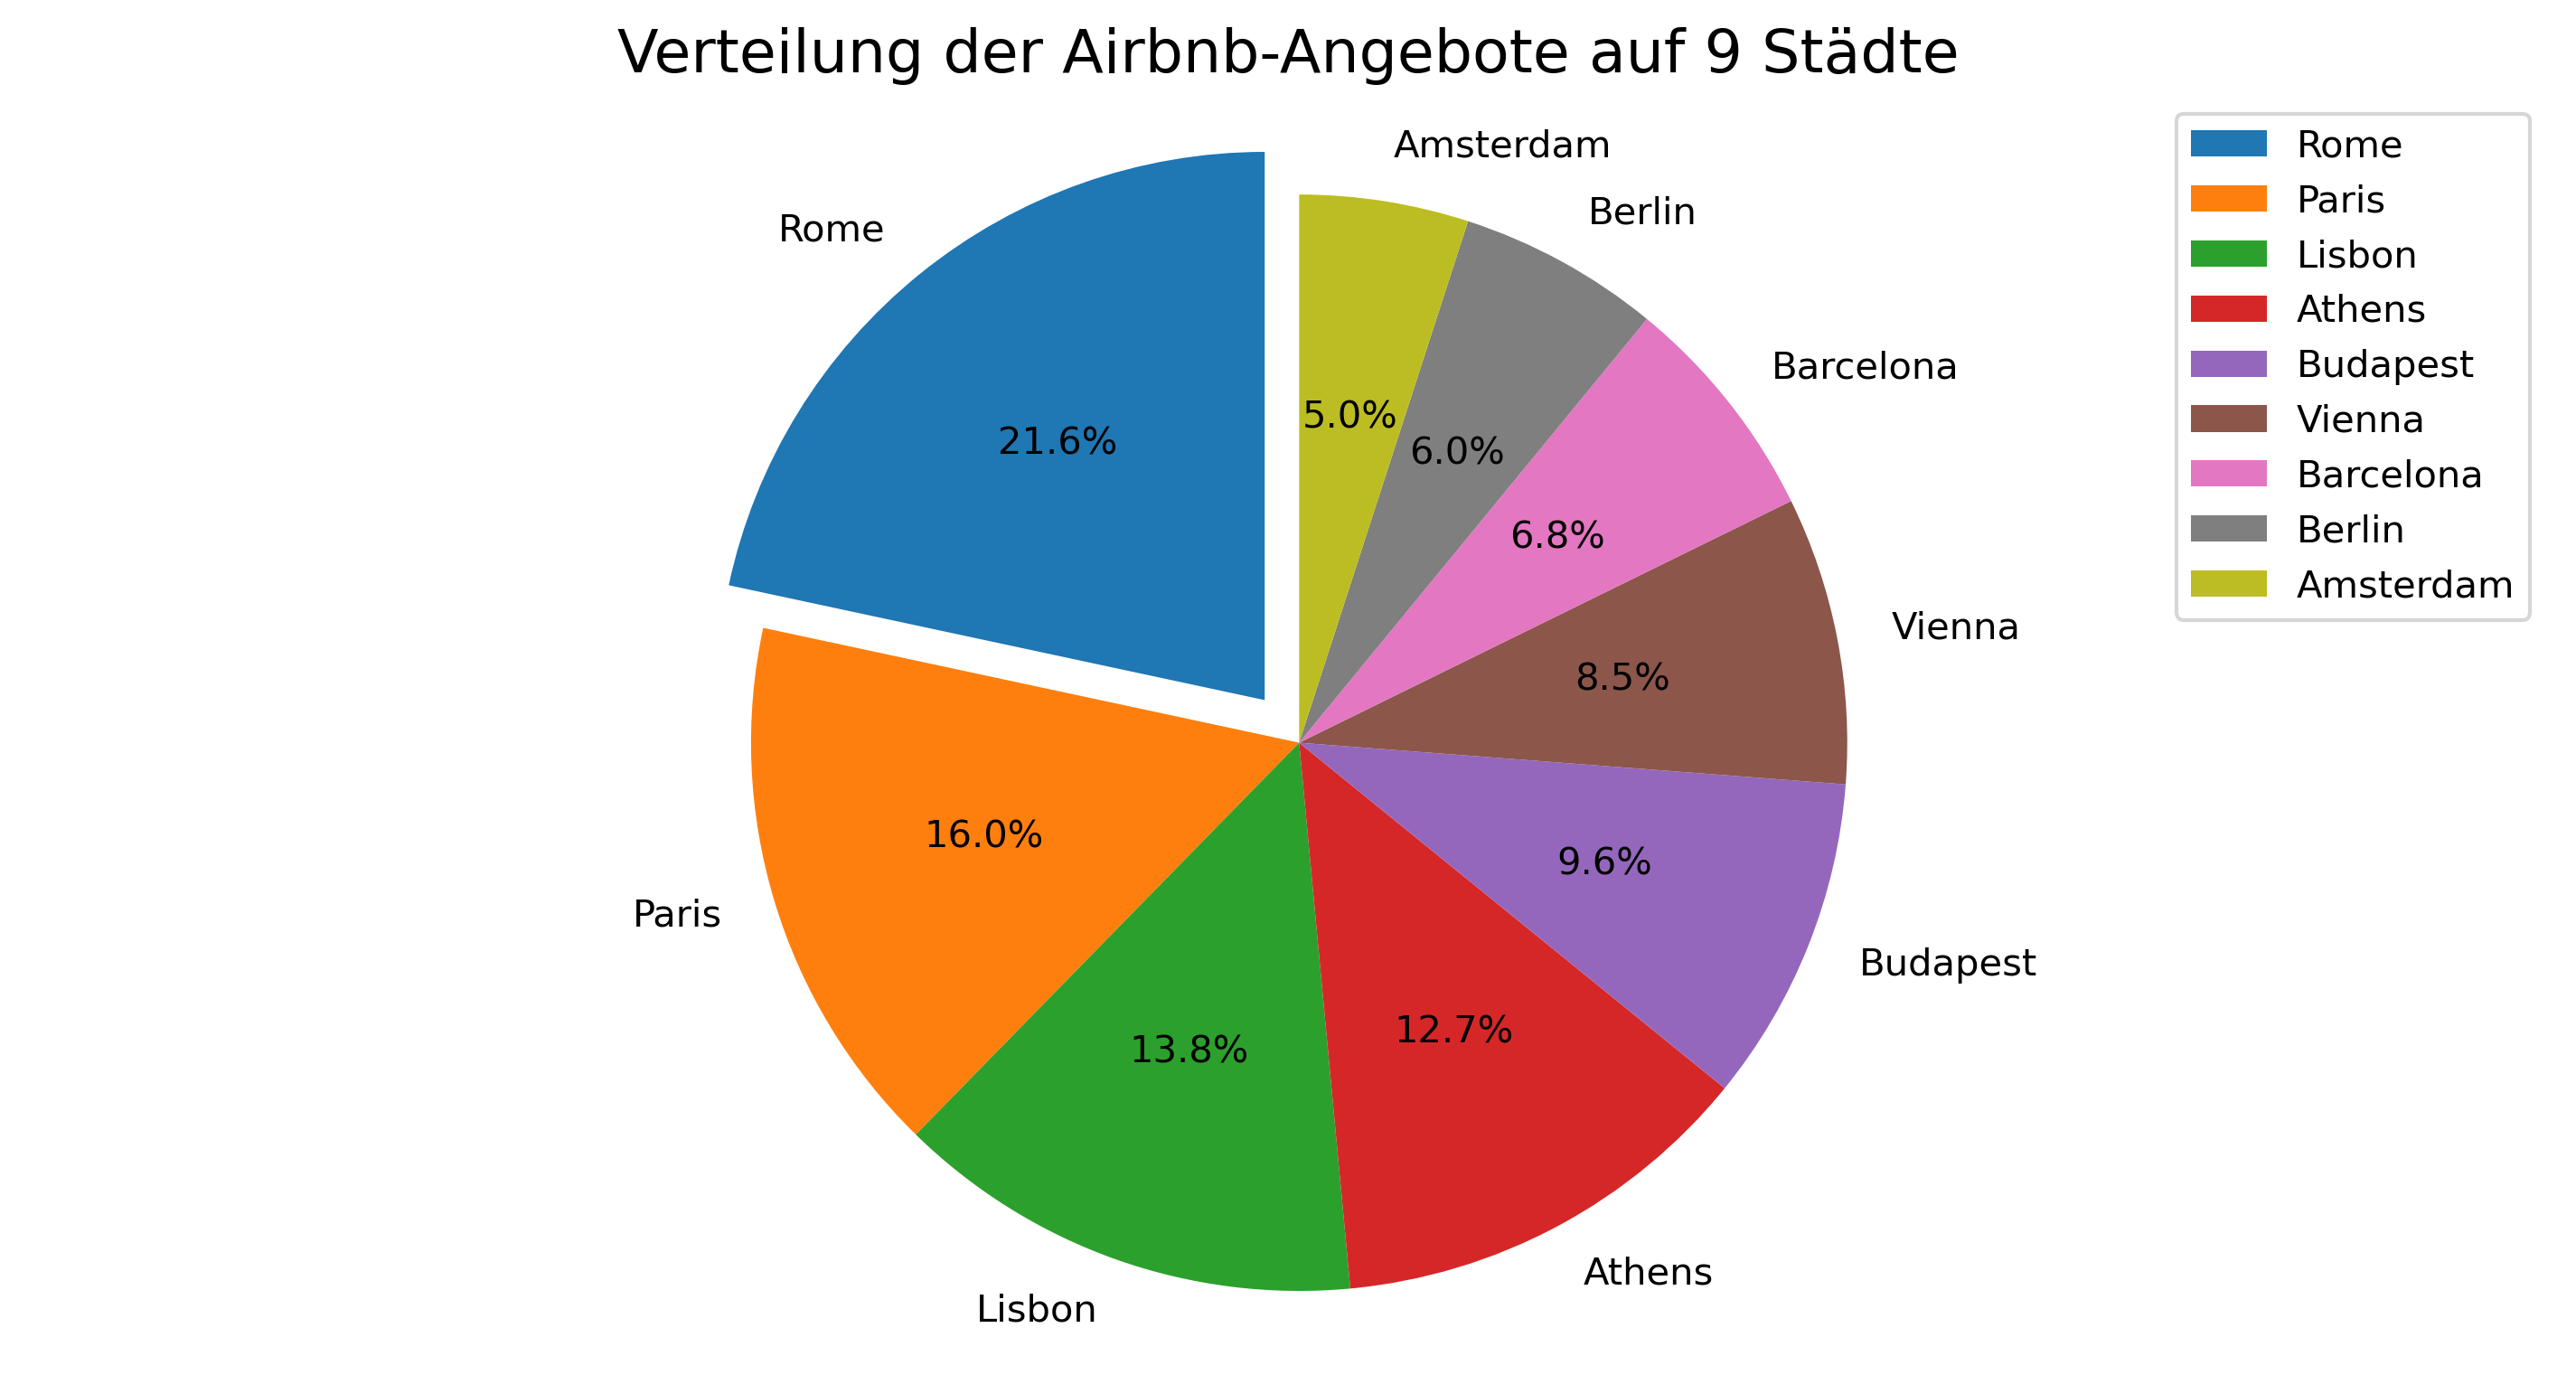 Verteilung der Airbnb-Angebote auf 9 Städte
Amsterdam
Berlin
Rome
Barcelona
Vienna
Budapest
Paris
Athens
Lisbon
5.0%
6.0%
21.6%
6.8%
8.5%
16.0%
9.6%
12.7%
13.8%
Rome
Paris
Lisbon
Athens
Budapest
Vienna
Barcelona
Berlin
Amsterdam